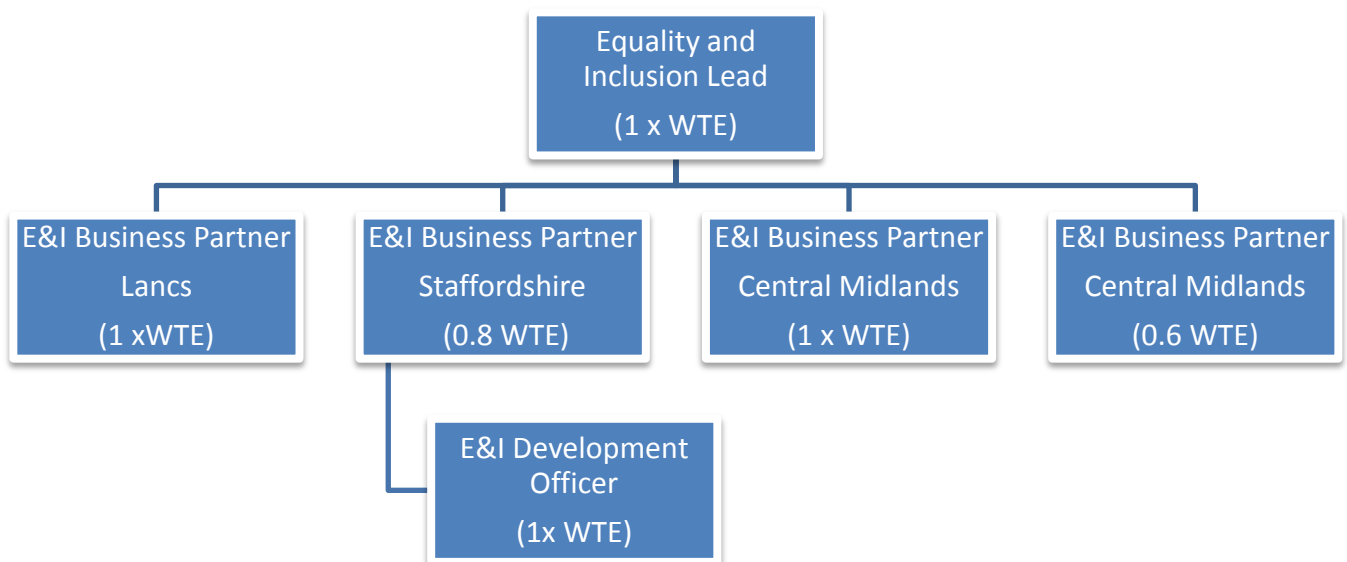 Equality and
Inclusion Lead
(1 x WTE)
E&I Business Partner
Lancs
(1 xWTE)
E&I Business Partner
Staffordshire
(0.8 WTE)
E&I Business Partner
Central Midlands
(1 x WTE)
E&I Business Partner
Central Midlands
(0.6 WTE)
E&I Development
Officer
(1x WTE)